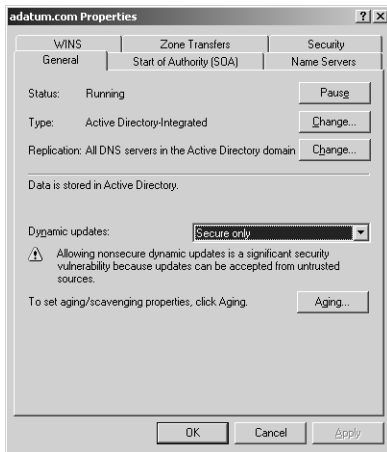 adatum.com Properties
WINS Zone Transfers Security
General Start of Authority (SOA) Name Servers
Status: Running Pause
Type: Active Directory-Integrated Change...
Replication: All DNS servers in the Active Directory domain Change...
Data is stored in Active Directory.
Dynamic updates: Secure only
Allowing nonsecure dynamic updates is a significant security
vulnerability because updates can be accepted from untrusted
sources.
To set aging/scavenging properties, click Aging. Aging...
OK Cancel Apply